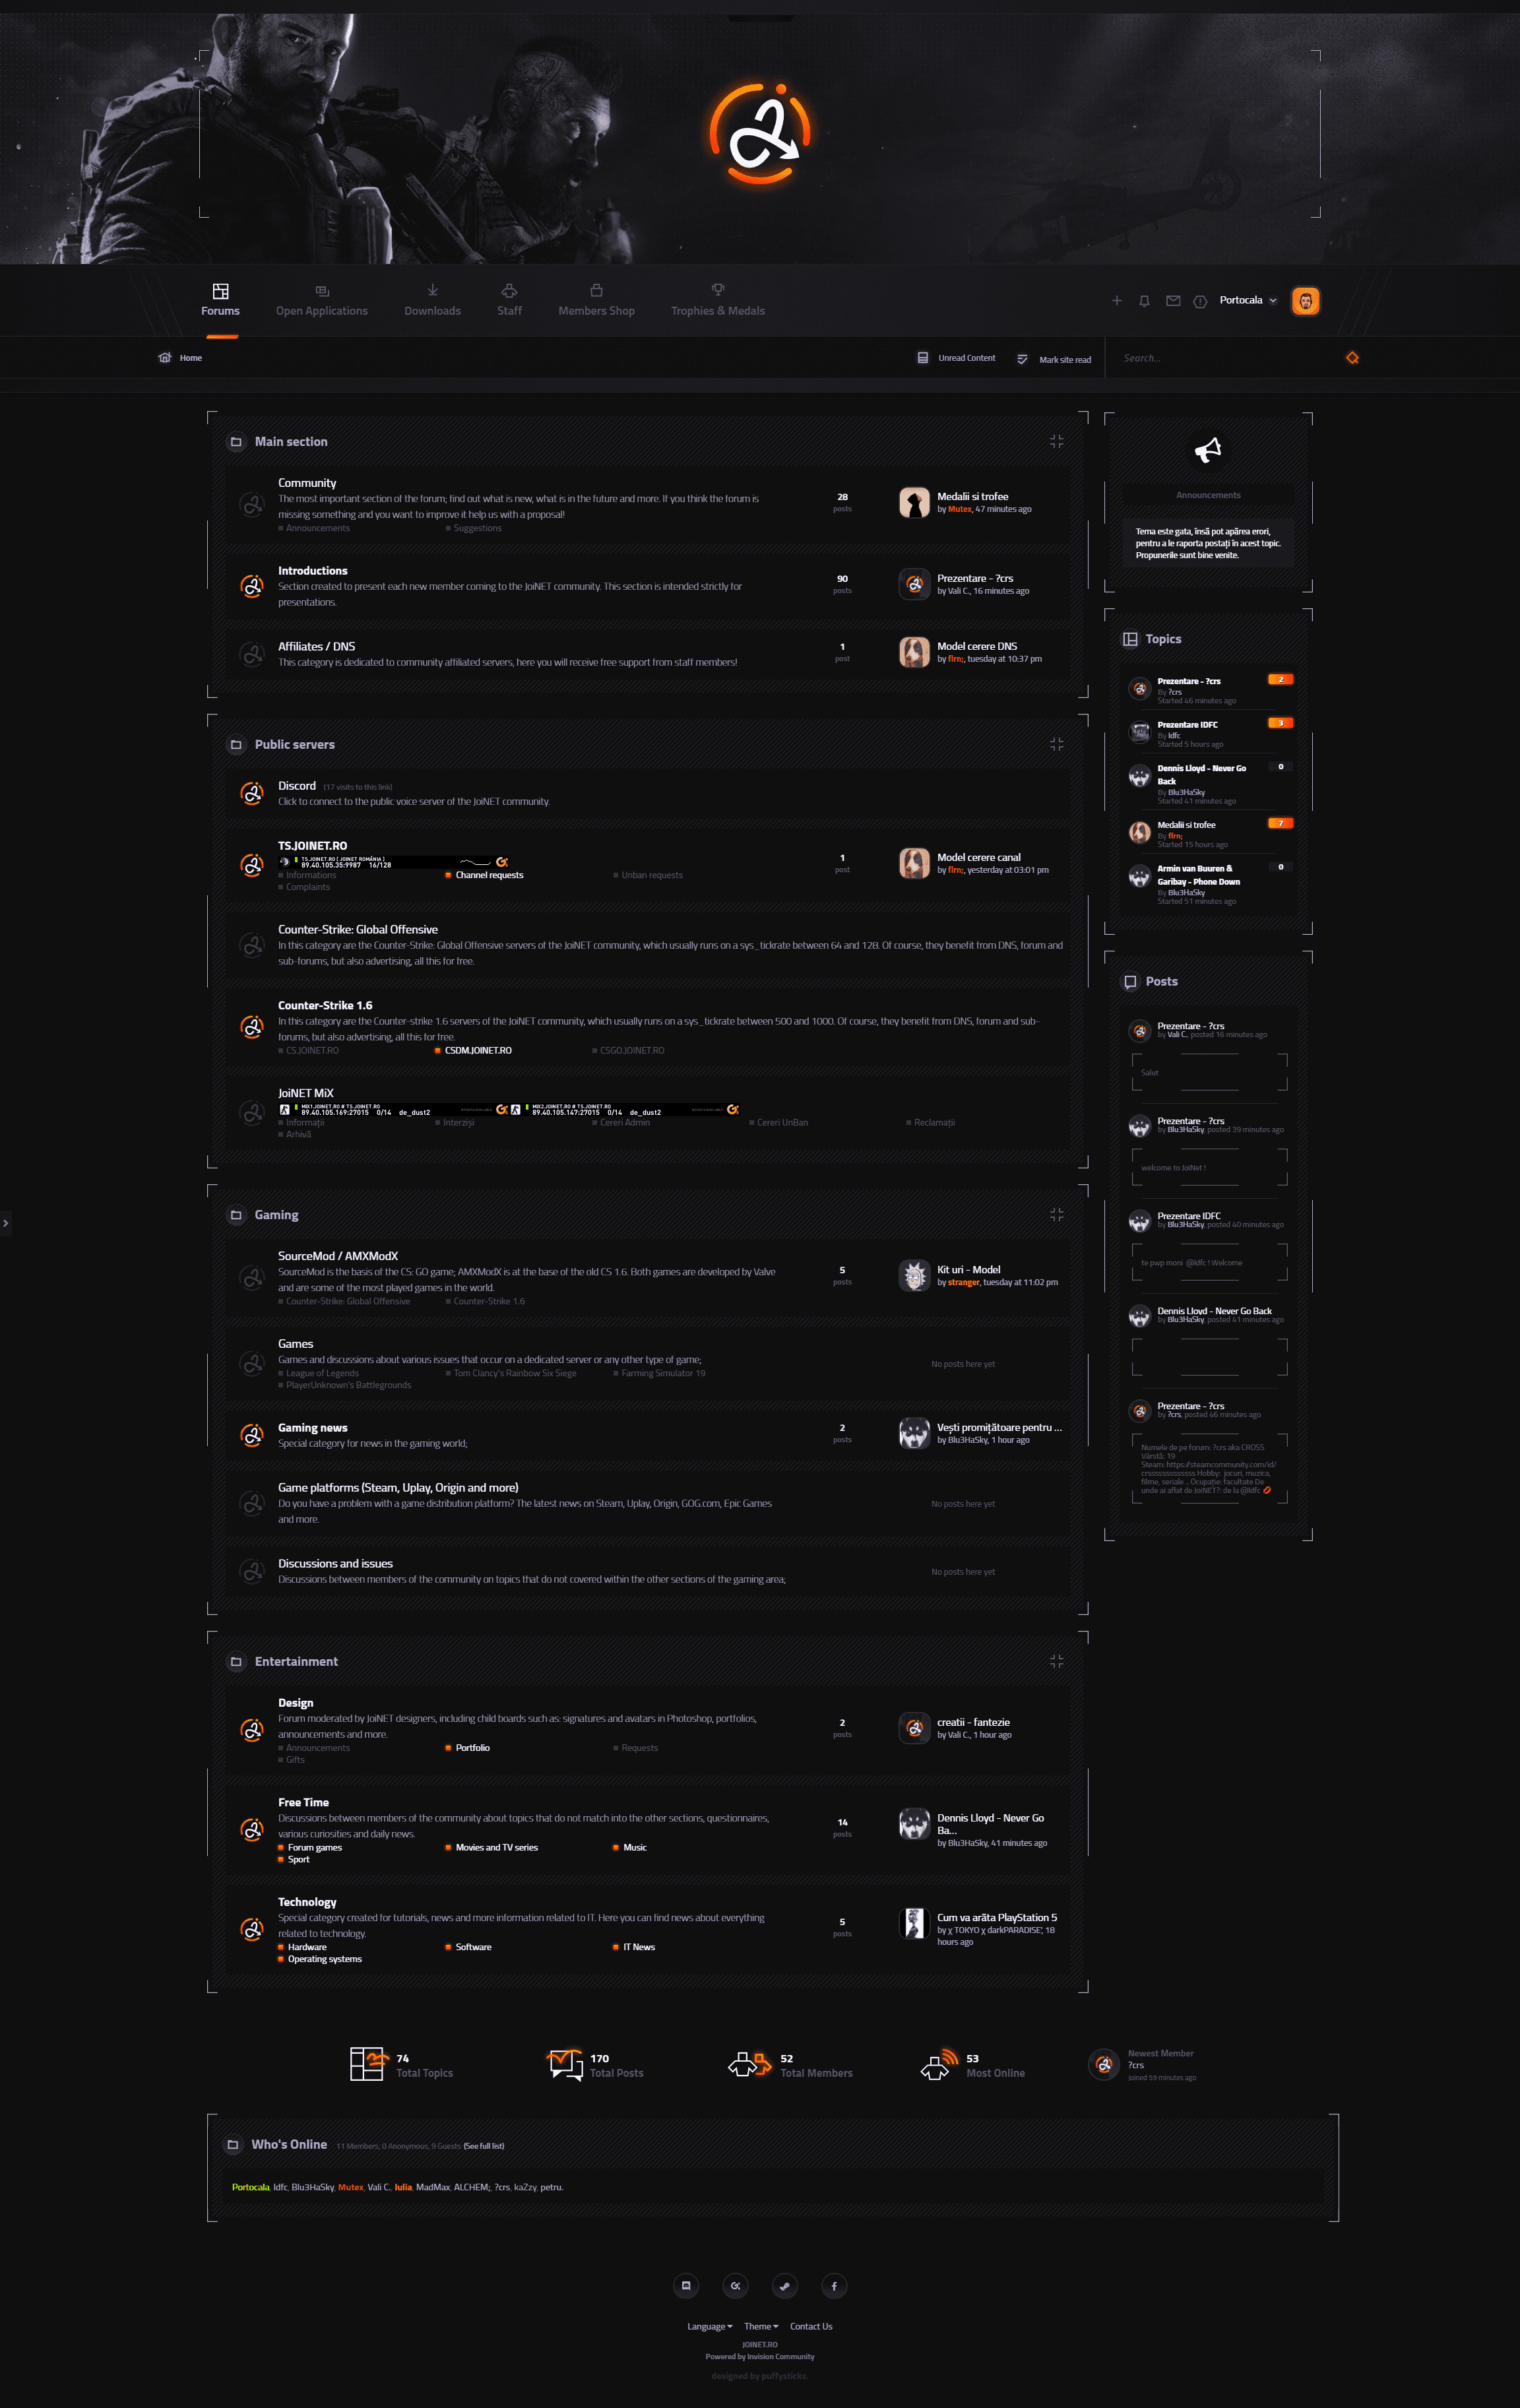 Forums
Open Applications
Downloads
Staff
Members Shop
Trophies & Medals
Portocala
Home
Unread Content
Mark site read
Search...
Main section
Community
The most important section of the forum; find out what is new, what is in the future and more. If you think the forum is
missing something and you want to improve it help us with a proposal!
Announcements
Suggestions
28
posts
Medalii si trofee
by Mutex, 47 minutes ago
Introductions
Section created to present each new member coming to the JoiNET community. This section is intended strictly for
presentations.
90
posts
Prezentare - ?crs
by Vali C., 16 minutes ago
Affiliates / DNS
This category is dedicated to community affiliated servers, here you will receive free support from staff members!
1
post
Model cerere DNS
by flrn;, tuesday at 10:37 pm
Public servers
Discord (17 visits to this link)
Click to connect to the public voice server of the JoiNET community.
TS.JOINET.RO
TS.JOINET.RO [ JOINET ROMÂNIA ]
89.40.105.35:9987 16/128
Informations
Channel requests
Unban requests
Complaints
1
post
Model cerere canal
by flrn;, yesterday at 03:01 pm
Counter-Strike: Global Offensive
In this category are the Counter-Strike: Global Offensive servers of the JoiNET community, which usually runs on a sys_tickrate between 64 and 128. Of course, they benefit from DNS, forum and
sub-forums, but also advertising, all this for free.
Counter-Strike 1.6
In this category are the Counter-strike 1.6 servers of the JoiNET community, which usually runs on a sys_tickrate between 500 and 1000. Of course, they benefit from DNS, forum and sub-
forums, but also advertising, all this for free.
CS.JOINET.RO
CSDM.JOINET.RO
CSGO.JOINET.RO
JoiNET MiX
MIX1.JOINET.RO # TS.JOINET.RO
89.40.105.169:27015 0/14 de_dust2
MIX2.JOINET.RO # TS.JOINET.RO
89.40.105.147:27015 0/14 de_dust2
Informații
Interziși
Cereri Admin
Cereri UnBan
Reclamații
Arhivă
Gaming
SourceMod / AMXModX
SourceMod is the basis of the CS: GO game; AMXModX is at the base of the old CS 1.6. Both games are developed by Valve
and are some of the most played games in the world.
Counter-Strike: Global Offensive
Counter-Strike 1.6
5
posts
Kit uri - Model
by stranger, tuesday at 11:02 pm
Games
Games and discussions about various issues that occur on a dedicated server or any other type of game;
League of Legends
Tom Clancy's Rainbow Six Siege
Farming Simulator 19
PlayerUnknown's Battlegrounds
No posts here yet
Gaming news
Special category for news in the gaming world;
2
posts
Vești promițătoare pentru ...
by Blu3HaSky, 1 hour ago
Game platforms (Steam, Uplay, Origin and more)
Do you have a problem with a game distribution platform? The latest news on Steam, Uplay, Origin, GOG.com, Epic Games
and more.
No posts here yet
Discussions and issues
Discussions between members of the community on topics that do not covered within the other sections of the gaming area;
No posts here yet
Entertainment
Design
Forum moderated by JoiNET designers, including child boards such as: signatures and avatars in Photoshop, portfolios,
announcements and more.
Announcements
Portfolio
Requests
Gifts
2
posts
creatii - fantezie
by Vali C., 1 hour ago
Free Time
Discussions between members of the community about topics that do not match into the other sections, questionnaires,
various curiosities and daily news.
Forum games
Movies and TV series
Music
Sport
14
posts
Dennis Lloyd - Never Go
Ba...
by Blu3HaSky, 41 minutes ago
Technology
Special category created for tutorials, news and more information related to IT. Here you can find news about everything
related to technology.
Hardware
Software
IT News
Operating systems
5
posts
Cum va arăta PlayStation 5
by χ TOKYO χ darkPARADISE', 18
hours ago
Announcements
Tema este gata, însă pot apărea erori,
pentru a le raporta postați în acest topic.
Propunerile sunt bine venite.
Topics
Prezentare - ?crs
2
By ?crs
Started 46 minutes ago
Prezentare IDFC
3
By Idfc
Started 5 hours ago
Dennis Lloyd - Never Go
Back
0
By Blu3HaSky
Started 41 minutes ago
Medalii si trofee
7
By flrn;
Started 15 hours ago
Armin van Buuren &
Garibay - Phone Down
0
By Blu3HaSky
Started 51 minutes ago
Posts
Prezentare - ?crs
by Vali C., posted 16 minutes ago
Salut
Prezentare - ?crs
by Blu3HaSky, posted 39 minutes ago
welcome to JoiNet !
Prezentare IDFC
by Blu3HaSky, posted 40 minutes ago
te pwp moni @Idfc ! Welcome
Dennis Lloyd - Never Go Back
by Blu3HaSky, posted 41 minutes ago
Prezentare - ?crs
by ?crs, posted 46 minutes ago
Numele de pe forum: ?crs aka CROSS
Vârstă: 19
Steam: https://steamcommunity.com/id/
crsssssssssssss Hobby: jocuri, muzica,
filme, seriale .. Ocupație: facultate De
unde ai aflat de JoiNET?: de la @Idfc
74
Total Topics
170
Total Posts
52
Total Members
53
Most Online
Newest Member
?crs
Joined 59 minutes ago
Who's Online 11 Members, 0 Anonymous, 9 Guests (See full list)
Portocala, Idfc, Blu3HaSky, Mutex, Vali C., Iulia, MadMax, ALCHEM;, ?crs, kaZzy, petru.
Language
Theme
Contact Us
JOINET.RO
Powered by Invision Community
designed by puffysticks.